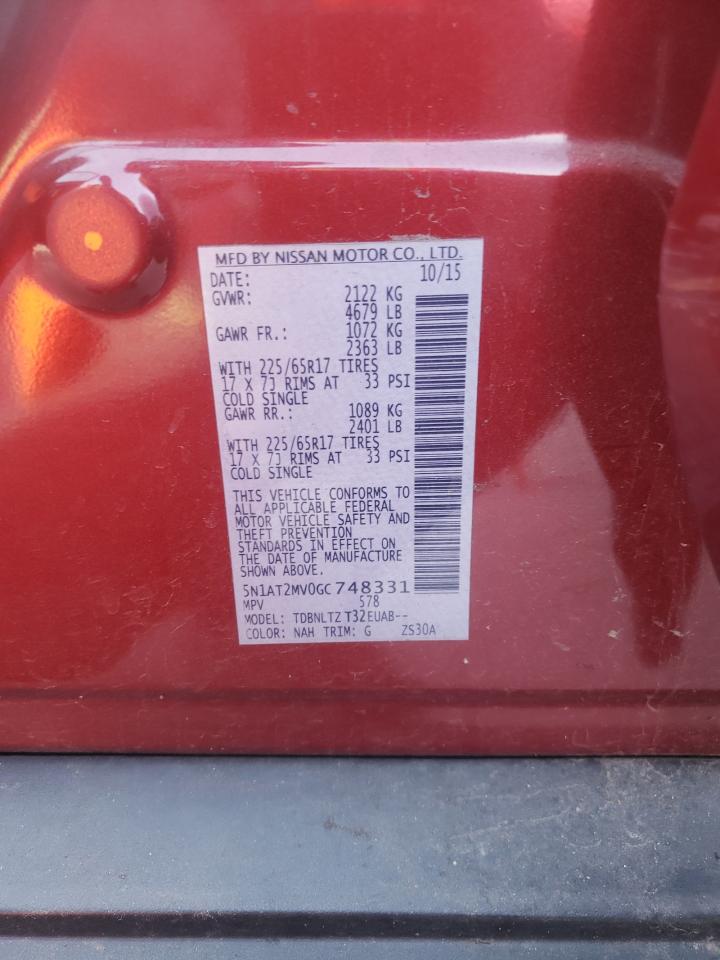 MFD BY NISSAN MOTOR CO., LTD.
DATE: 10/15
GVWR: 2122 KG
4679 LB
GAWR FR.: 1072 KG
2363 LB
WITH 225/65R17 TIRES
17 X 7J RIMS AT 33 PSI
COLD SINGLE
GAWR RR.: 1089 KG
2401 LB
WITH 225/65R17 TIRES
17 X 7J RIMS AT 33 PSI
COLD SINGLE
THIS VEHICLE CONFORMS TO
ALL APPLICABLE FEDERAL
MOTOR VEHICLE SAFETY AND
THEFT PREVENTION
STANDARDS IN EFFECT ON
THE DATE OF MANUFACTURE
SHOWN ABOVE.
5N1AT2MV0GC748331
MPV 578
MODEL: TDBNLTZ T32EUAB--
COLOR: NAH TRIM: G ZS30A